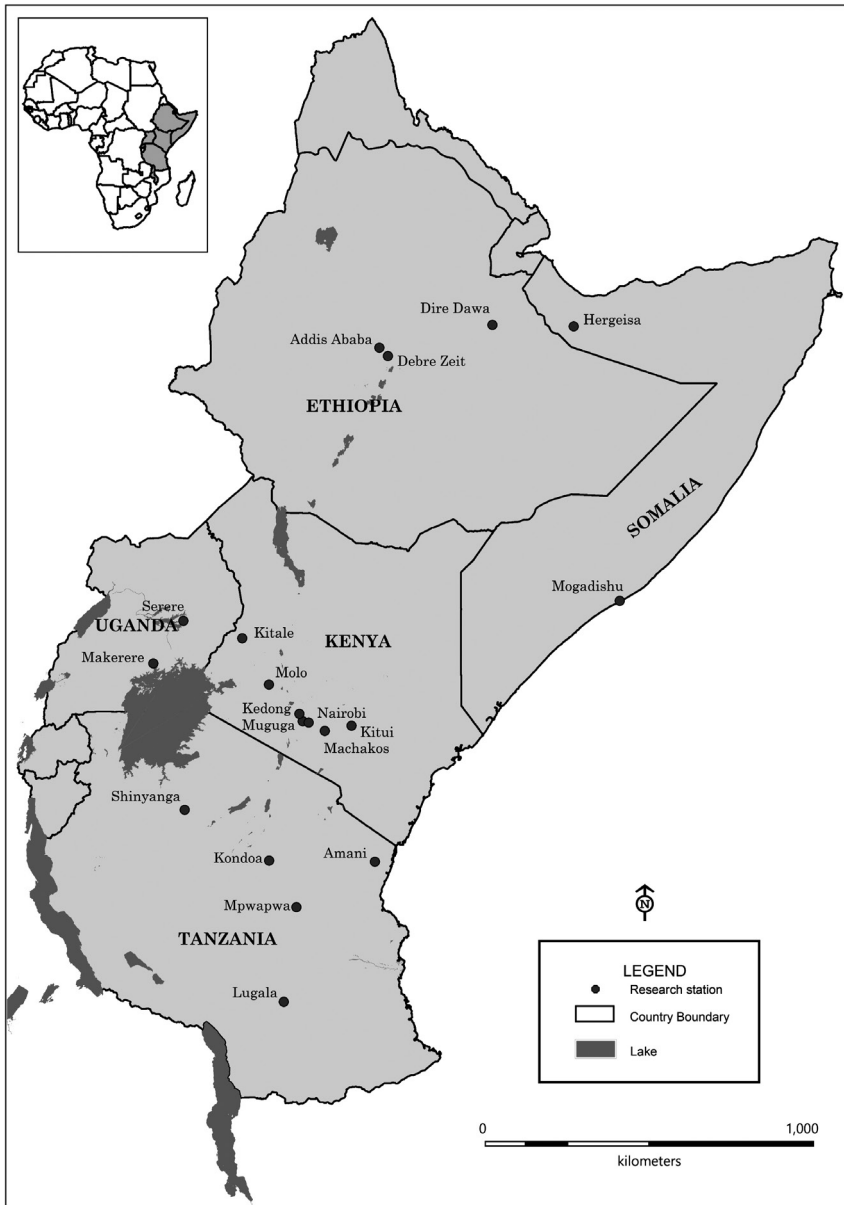 Dire Dawa
Hergeisa
Addis Ababa
Debre Zeit
ETHIOPIA
SOMALIA
Mogadishu
Serere
UGANDA
Kitale
KENYA
Makerere
Molo
Kedong
Nairobi
Muguga
Kitui
Machakos
Shinyanga
Kondoa
Amani
Mpwapwa
TANZANIA
Lugala
N
LEGEND
Research station
Country Boundary
Lake
0 1,000
kilometers